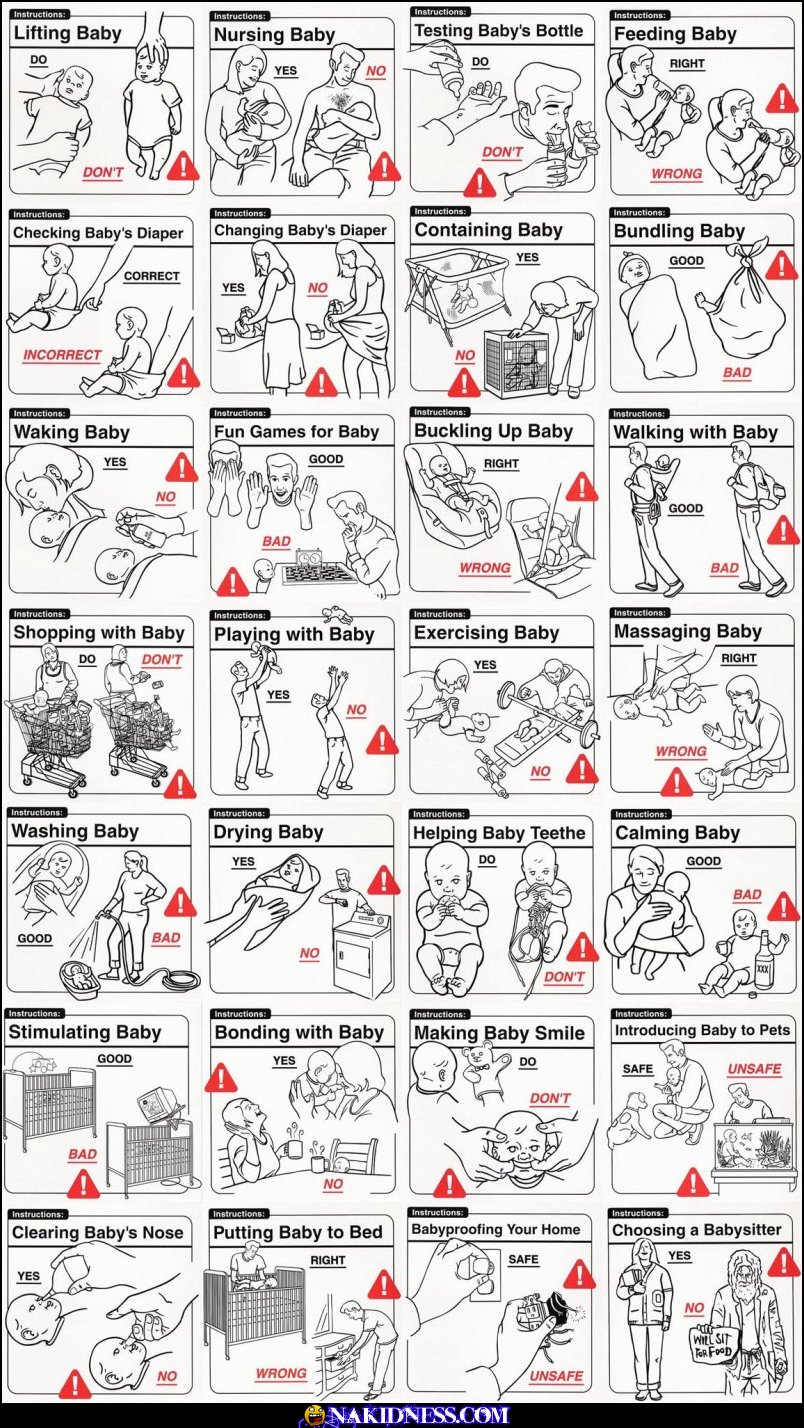 Instructions:
Lifting Baby
DO
DON'T
Instructions:
Nursing Baby
YES
NO
Instructions:
Testing Baby's Bottle
DO
DON'T
Instructions:
Feeding Baby
RIGHT
WRONG
Instructions:
Checking Baby's Diaper
CORRECT
INCORRECT
Instructions:
Changing Baby's Diaper
YES
NO
Instructions:
Containing Baby
YES
NO
Instructions:
Bundling Baby
GOOD
BAD
Instructions:
Waking Baby
YES
NO
Instructions:
Fun Games for Baby
GOOD
BAD
Instructions:
Buckling Up Baby
RIGHT
WRONG
Instructions:
Walking with Baby
GOOD
BAD
Instructions:
Shopping with Baby
DO
DON'T
Instructions:
Playing with Baby
YES
NO
Instructions:
Exercising Baby
YES
NO
Instructions:
Massaging Baby
RIGHT
WRONG
Instructions:
Washing Baby
GOOD
BAD
Instructions:
Drying Baby
YES
NO
Instructions:
Helping Baby Teethe
DO
DON'T
Instructions:
Calming Baby
GOOD
BAD
XXX
Instructions:
Stimulating Baby
GOOD
BAD
Instructions:
Bonding with Baby
YES
NO
Instructions:
Making Baby Smile
DO
DON'T
Instructions:
Introducing Baby to Pets
SAFE
UNSAFE
Instructions:
Clearing Baby's Nose
YES
NO
Instructions:
Putting Baby to Bed
RIGHT
WRONG
Instructions:
Babyproofing Your Home
SAFE
UNSAFE
Instructions:
Choosing a Babysitter
YES
NO
WILL SIT
FOR FOOD
NAKIDNESS.COM